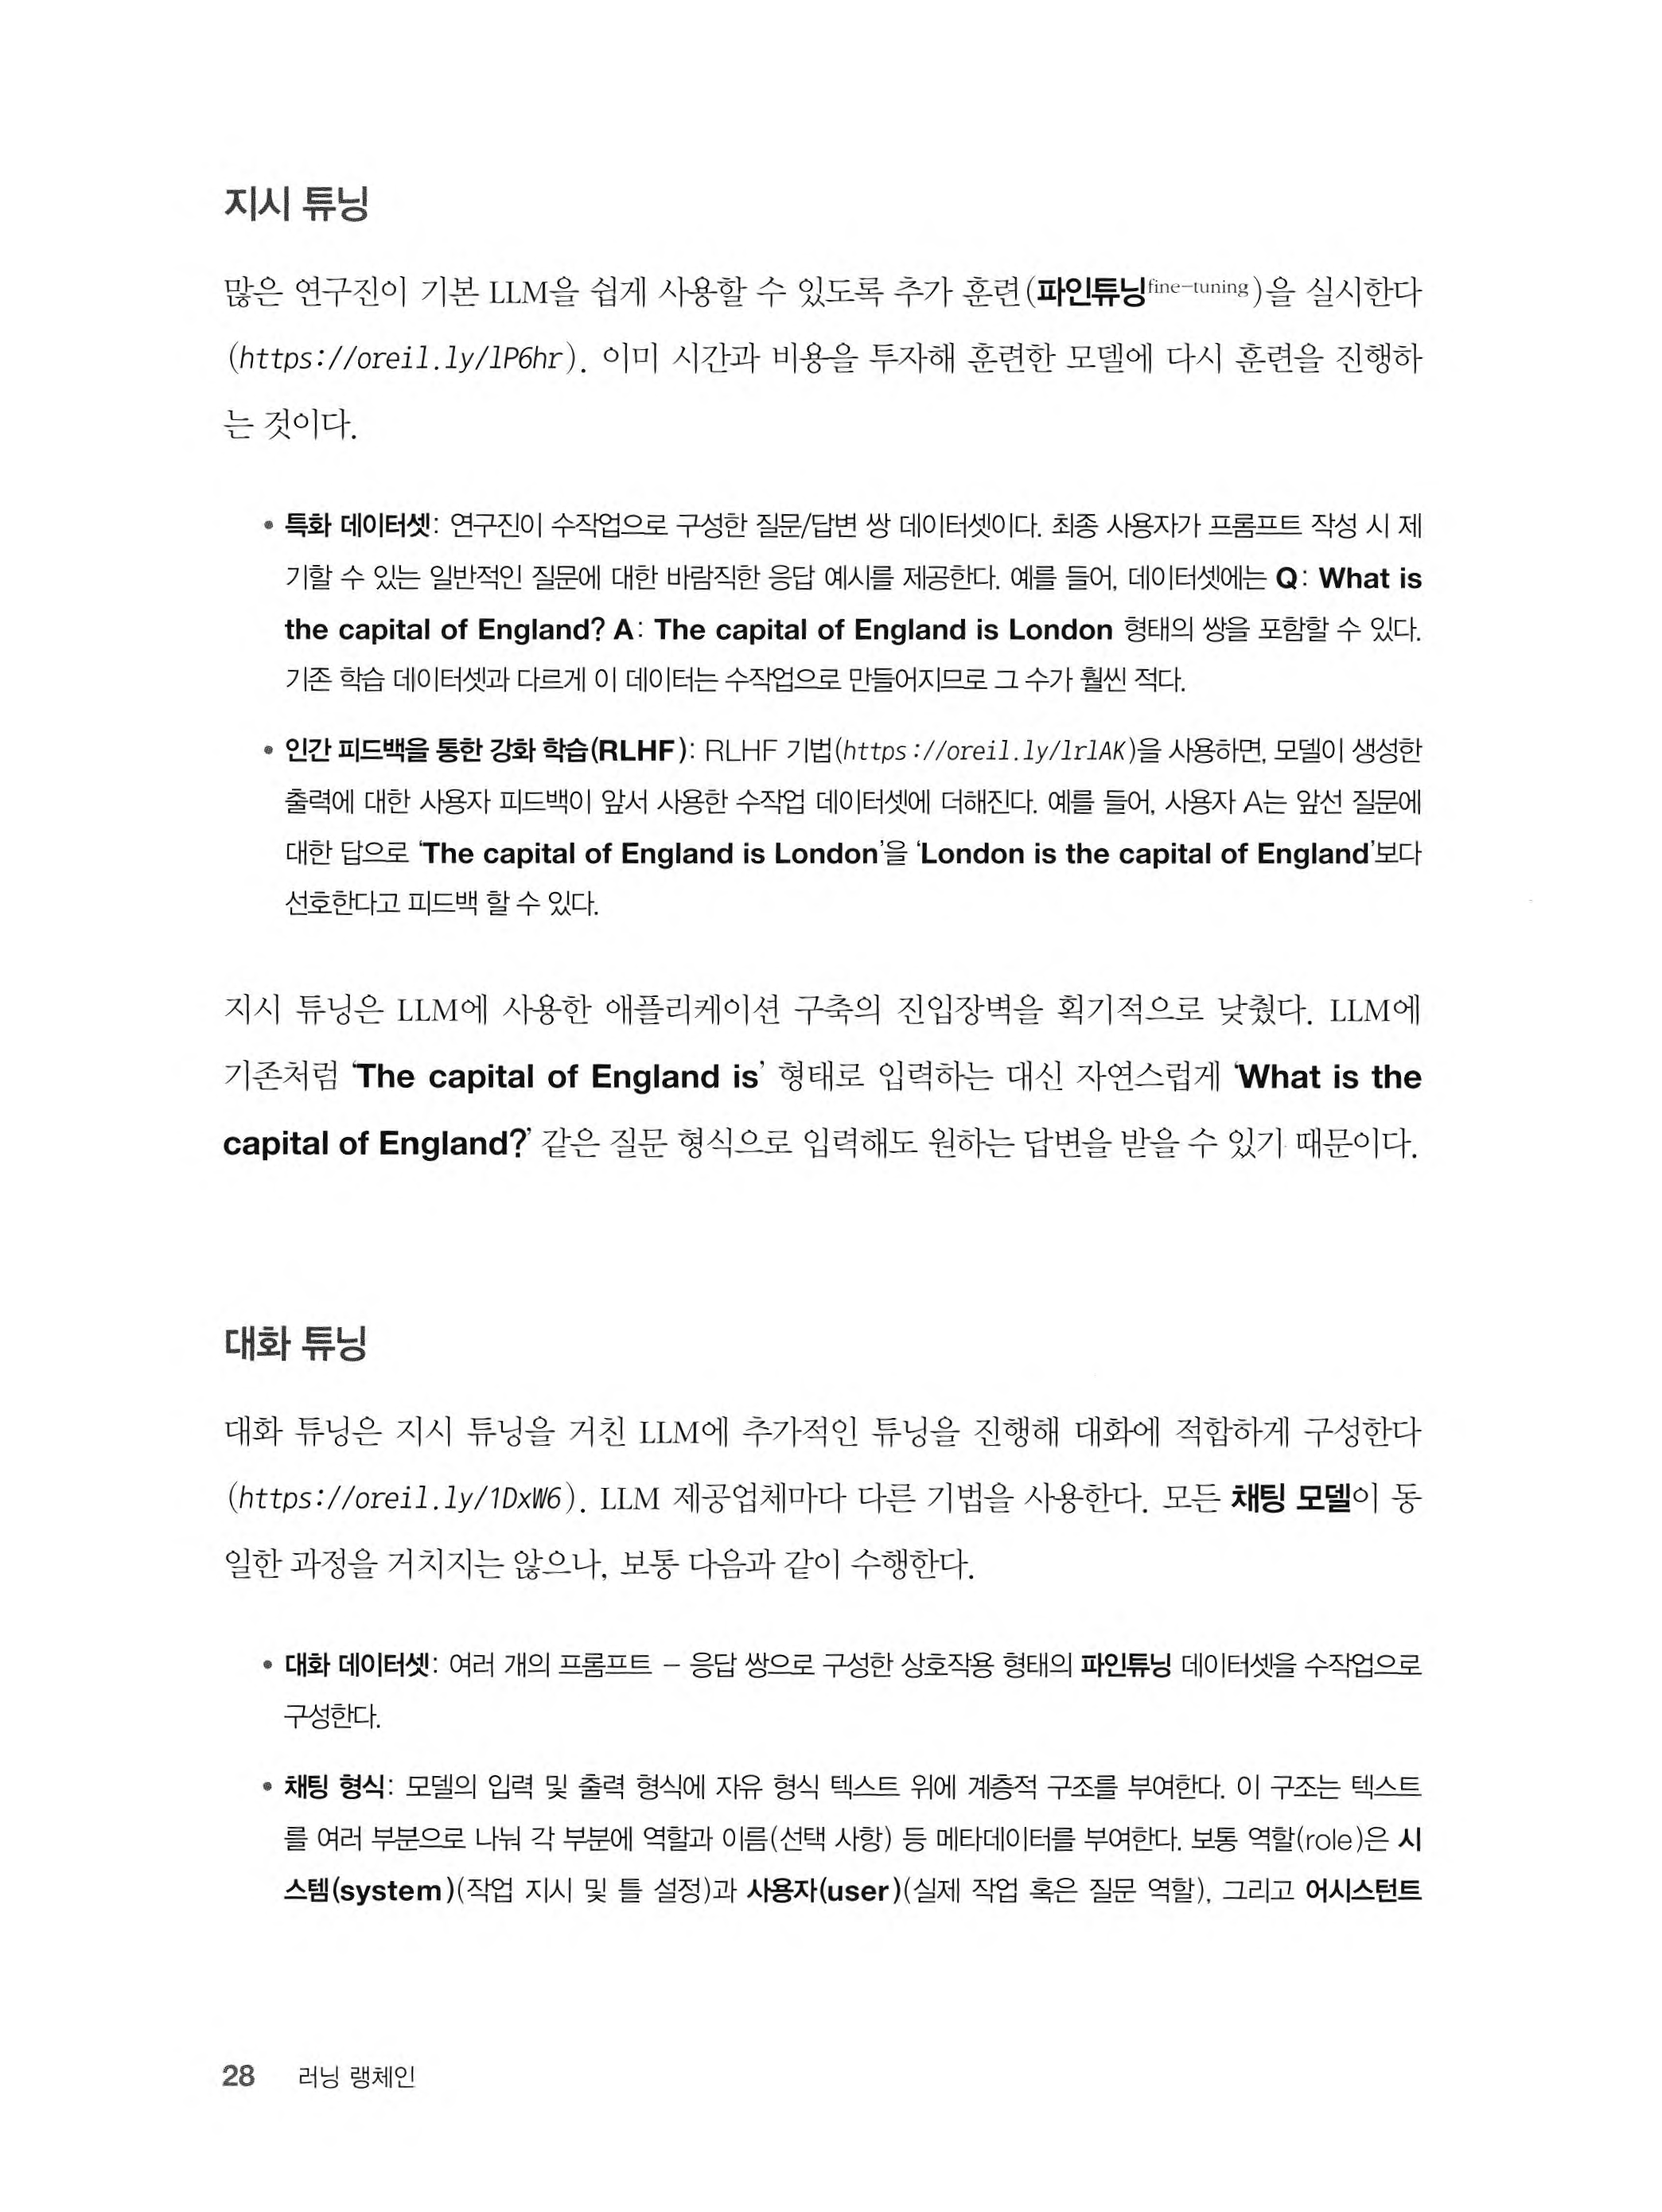 지시 튜닝
많은 연구진이 기본 LLM을 쉽게 사용할 수 있도록 추가 훈련(파인튜닝fine-tuning)을 실시한다
(https://oreil.ly/lP6hr). 이미 시간과 비용을 투자해 훈련한 모델에 다시 훈련을 진행하
는 것이다.
• 특화 데이터셋: 연구진이 수작업으로 구성한 질문/답변 쌍 데이터셋이다. 최종 사용자가 프롬프트 작성 시 제
기할 수 있는 일반적인 질문에 대한 바람직한 응답 예시를 제공한다. 예를 들어, 데이터셋에는 Q: What is
the capital of England? A: The capital of England is London 형태의 쌍을 포함할 수 있다.
기존 학습 데이터셋과 다르게 이 데이터는 수작업으로 만들어지므로 그 수가 훨씬 적다.
• 인간 피드백을 통한 강화 학습(RLHF): RLHF 기법(https://oreil.ly/lrlAK)을 사용하면, 모델이 생성한
출력에 대한 사용자 피드백이 앞서 사용한 수작업 데이터셋에 더해진다. 예를 들어, 사용자 A는 앞선 질문에
대한 답으로 ‘The capital of England is London’을 ‘London is the capital of England’보다
선호한다고 피드백 할 수 있다.
지시 튜닝은 LLM에 사용한 애플리케이션 구축의 진입장벽을 획기적으로 낮췄다. LLM에
기존처럼 ‘The capital of England is’ 형태로 입력하는 대신 자연스럽게 ‘What is the
capital of England?’ 같은 질문 형식으로 입력해도 원하는 답변을 받을 수 있기 때문이다.
대화 튜닝
대화 튜닝은 지시 튜닝을 거친 LLM에 추가적인 튜닝을 진행해 대화에 적합하게 구성한다
(https://oreil.ly/1DxW6). LLM 제공업체마다 다른 기법을 사용한다. 모든 채팅 모델이 동
일한 과정을 거치지는 않으나, 보통 다음과 같이 수행한다.
• 대화 데이터셋: 여러 개의 프롬프트 – 응답 쌍으로 구성한 상호작용 형태의 파인튜닝 데이터셋을 수작업으로
구성한다.
• 채팅 형식: 모델의 입력 및 출력 형식에 자유 형식 텍스트 위에 계층적 구조를 부여한다. 이 구조는 텍스트
를 여러 부분으로 나눠 각 부분에 역할과 이름(선택 사항) 등 메타데이터를 부여한다. 보통 역할(role)은 시
스템(system)(작업 지시 및 틀 설정)과 사용자(user)(실제 작업 혹은 질문 역할), 그리고 어시스턴트
28 러닝 랭체인